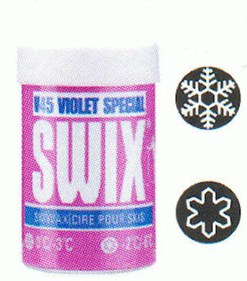 V45 VIOLET SPECIAL
SWIX
SKIWAX/CIRE POUR SKIS